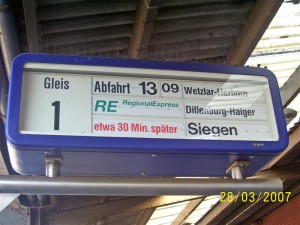 Gleis
1
Abfahrt 13 09
RE RegionalExpress
etwa 30 Min. später
Wetzlar-Herborn
Dillenburg-Haiger
Siegen
28/03/2007